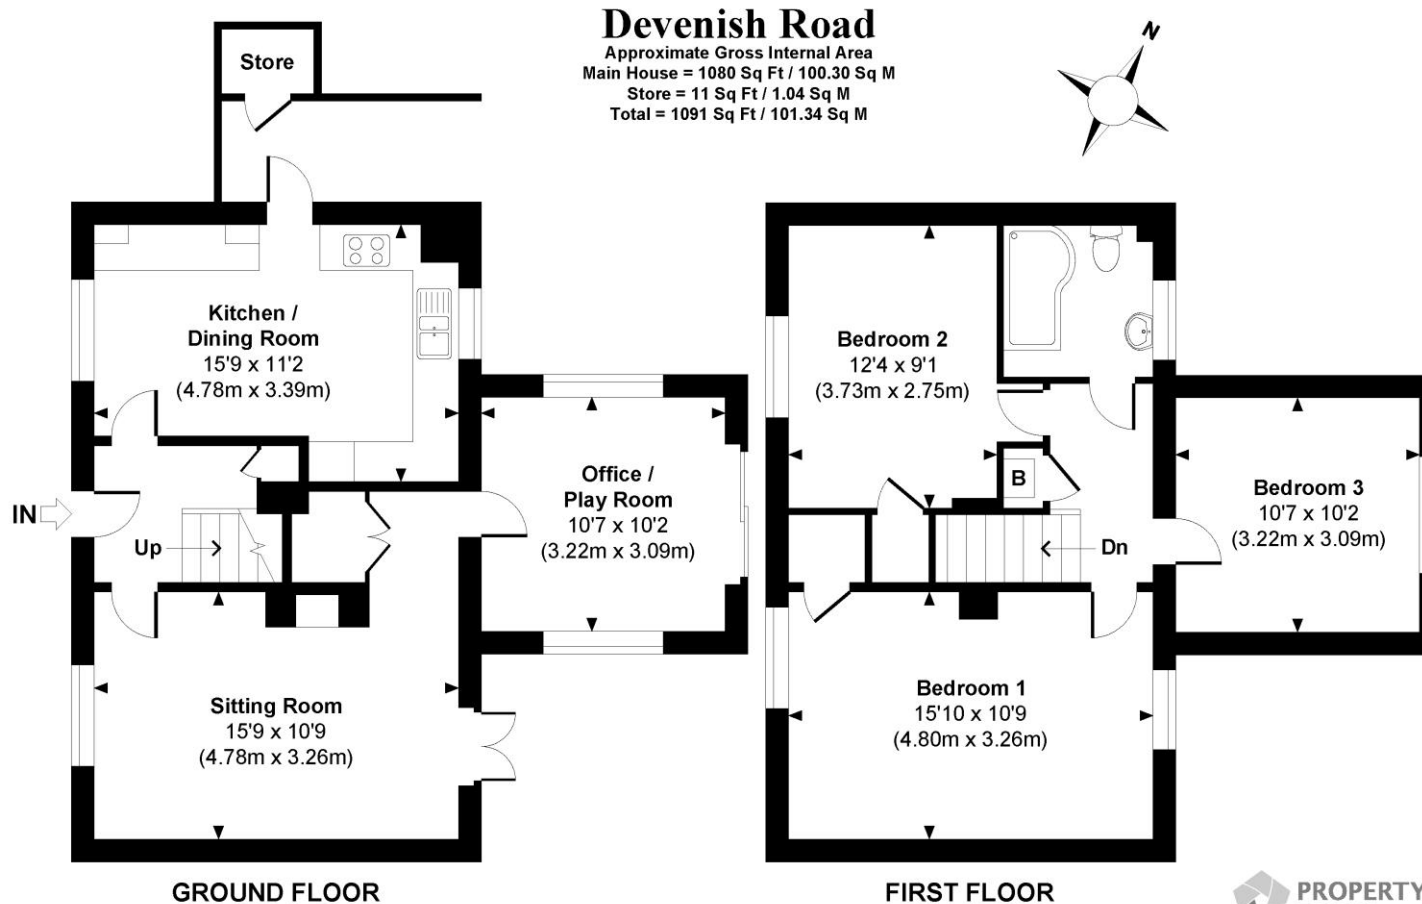 Devenish Road
Approximate Gross Internal Area
Main House = 1080 Sq Ft / 100.30 Sq M
Store = 11 Sq Ft / 1.04 Sq M
Total = 1091 Sq Ft / 101.34 Sq M
N
Store
Kitchen /
Dining Room
15'9 x 11'2
(4.78m x 3.39m)
IN
Up
Office /
Play Room
10'7 x 10'2
(3.22m x 3.09m)
Sitting Room
15'9 x 10'9
(4.78m x 3.26m)
GROUND FLOOR
Bedroom 2
12'4 x 9'1
(3.73m x 2.75m)
B
Dn
Bedroom 3
10'7 x 10'2
(3.22m x 3.09m)
Bedroom 1
15'10 x 10'9
(4.80m x 3.26m)
FIRST FLOOR
PROPERTY